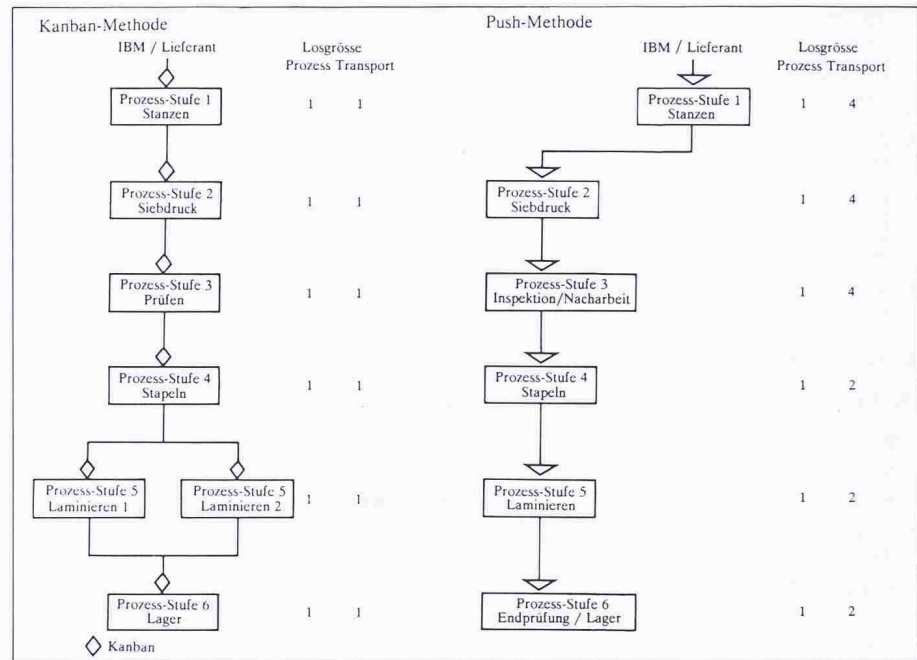 Kanban-Methode
IBM / Lieferant
Losgrösse
Prozess Transport
Prozess-Stufe 1
Stanzen
1 1
Prozess-Stufe 2
Siebdruck
1 1
Prozess-Stufe 3
Prüfen
1 1
Prozess-Stufe 4
Stapeln
1 1
Prozess-Stufe 5
Laminieren 1
Prozess-Stufe 5
Laminieren 2
1 1
Prozess-Stufe 6
Lager
1 1
Kanban
Push-Methode
IBM / Lieferant
Losgrösse
Prozess Transport
Prozess-Stufe 1
Stanzen
1 4
Prozess-Stufe 2
Siebdruck
1 4
Prozess-Stufe 3
Inspektion/Nacharbeit
1 4
Prozess-Stufe 4
Stapeln
1 2
Prozess-Stufe 5
Laminieren
1 2
Prozess-Stufe 6
Endprüfung / Lager
1 2